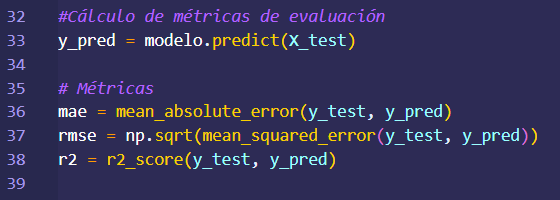 32 #Cálculo de métricas de evaluación
33 y_pred = modelo.predict(X_test)
34
35 # Métricas
36 mae = mean_absolute_error(y_test, y_pred)
37 rmse = np.sqrt(mean_squared_error(y_test, y_pred))
38 r2 = r2_score(y_test, y_pred)
39